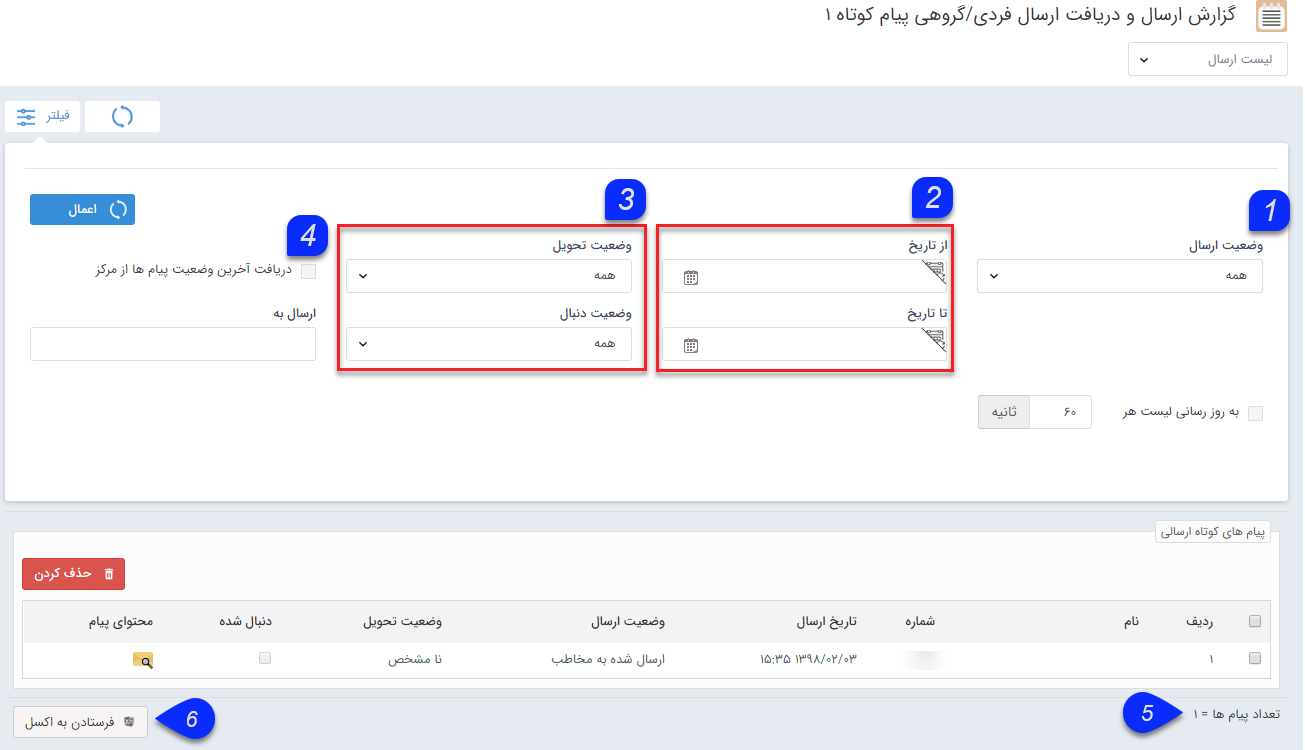 گزارش ارسال و دریافت ارسال فردی/گروهی پیام کوتاه ۱
لیست ارسال
فیلتر
1
2
3
4
اعمال
وضعیت ارسال
همه
از تاریخ
تا تاریخ
وضعیت تحویل
همه
وضعیت دنبال
همه
دریافت آخرین وضعیت پیام ها از مرکز
ارسال به
به روز رسانی لیست هر ۶۰ ثانیه
پیام های کوتاه ارسالی
حذف کردن
ردیف نام شماره تاریخ ارسال وضعیت ارسال وضعیت تحویل دنبال شده محتوای پیام
۱ ۱۳۹۸/۰۲/۰۳ ۱۵:۳۵ ارسال شده به مخاطب نا مشخص
تعداد پیام ها = ۱
5
6
فرستادن به اکسل